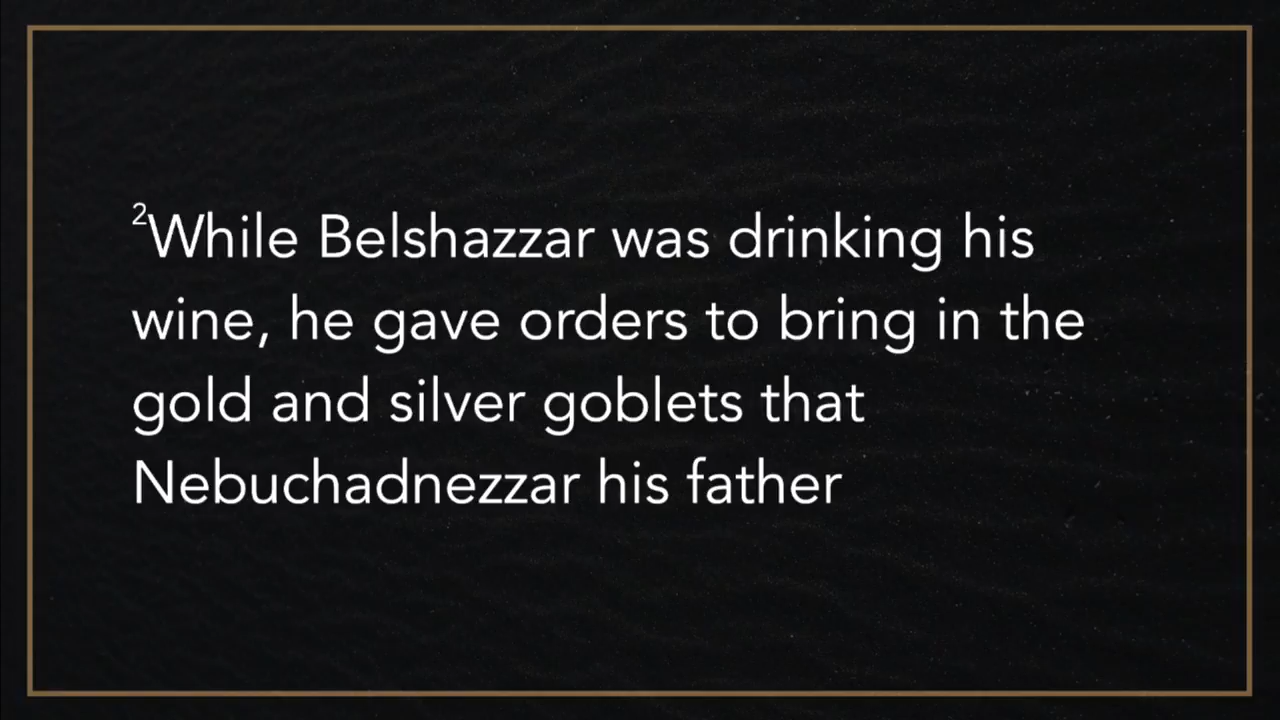 ²While Belshazzar was drinking his
wine, he gave orders to bring in the
gold and silver goblets that
Nebuchadnezzar his father